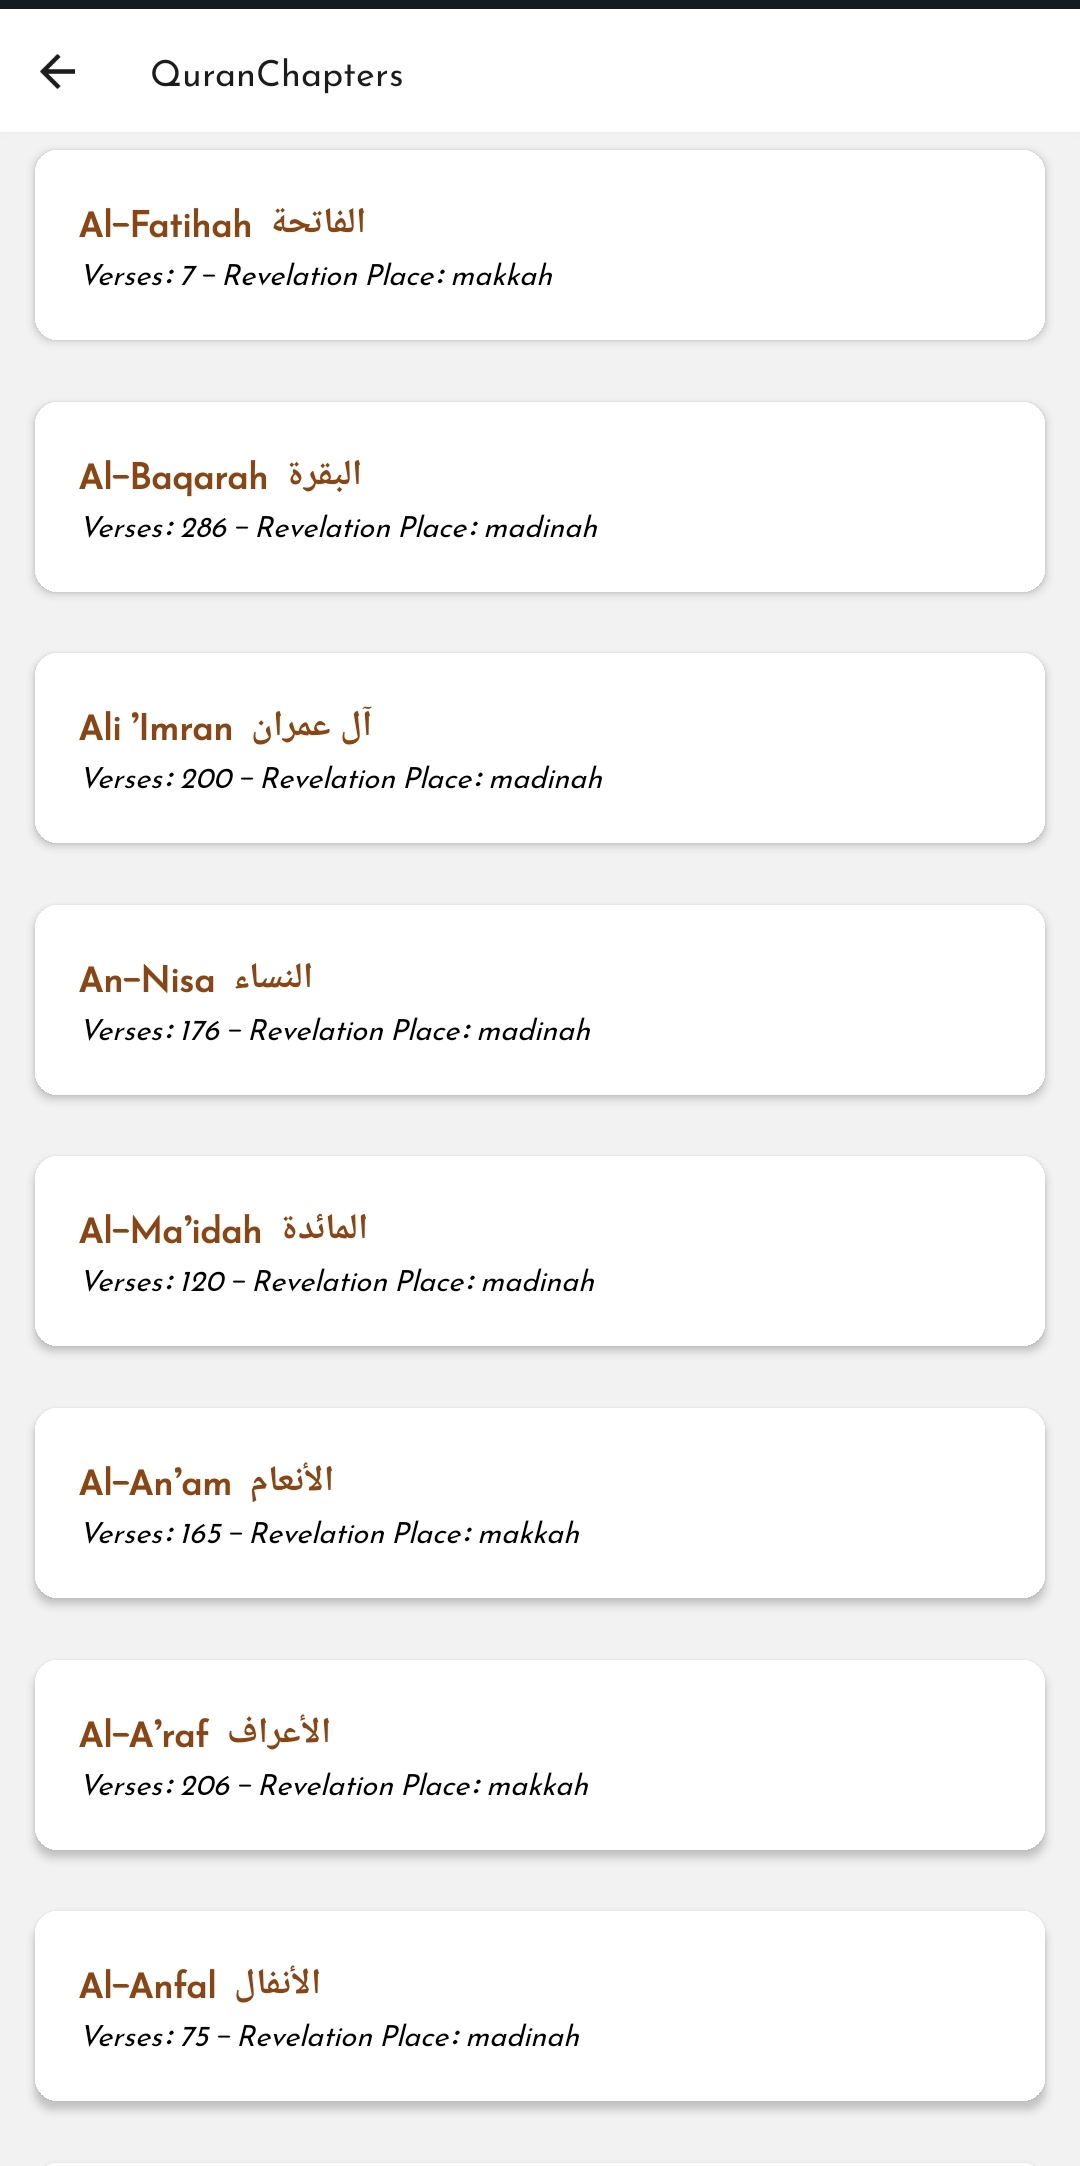 QuranChapters
Al-Fatihah الفاتحة
Verses: 7 - Revelation Place: makkah
Al-Baqarah البقرة
Verses: 286 - Revelation Place: madinah
Ali 'Imran آل عمران
Verses: 200 - Revelation Place: madinah
An-Nisa النساء
Verses: 176 - Revelation Place: madinah
Al-Ma'idah المائدة
Verses: 120 - Revelation Place: madinah
Al-An'am الأنعام
Verses: 165 - Revelation Place: makkah
Al-A'raf الأعراف
Verses: 206 - Revelation Place: makkah
Al-Anfal الأنفال
Verses: 75 - Revelation Place: madinah